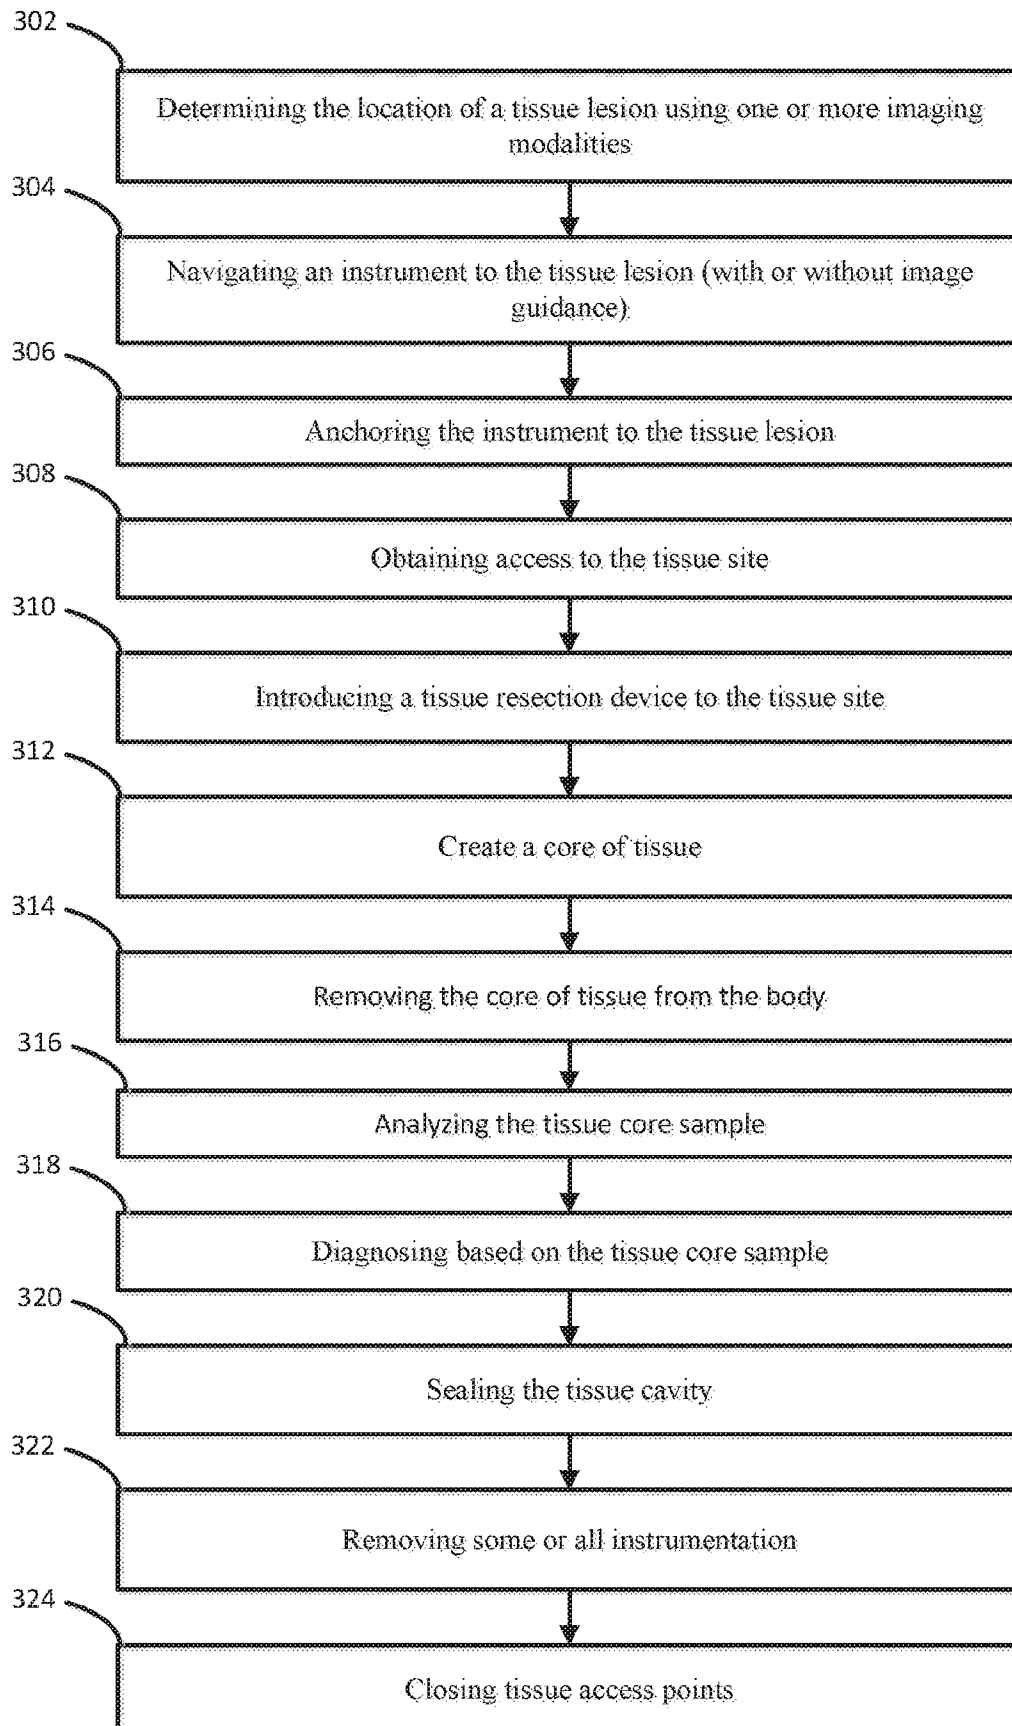 302
Determining the location of a tissue lesion using one or more imaging
modalities
304
Navigating an instrument to the tissue lesion (with or without image
guidance)
306
Anchoring the instrument to the tissue lesion
308
Obtaining access to the tissue site
310
Introducing a tissue resection device to the tissue site
312
Create a core of tissue
314
Removing the core of tissue from the body
316
Analyzing the tissue core sample
318
Diagnosing based on the tissue core sample
320
Sealing the tissue cavity
322
Removing some or all instrumentation
324
Closing tissue access points